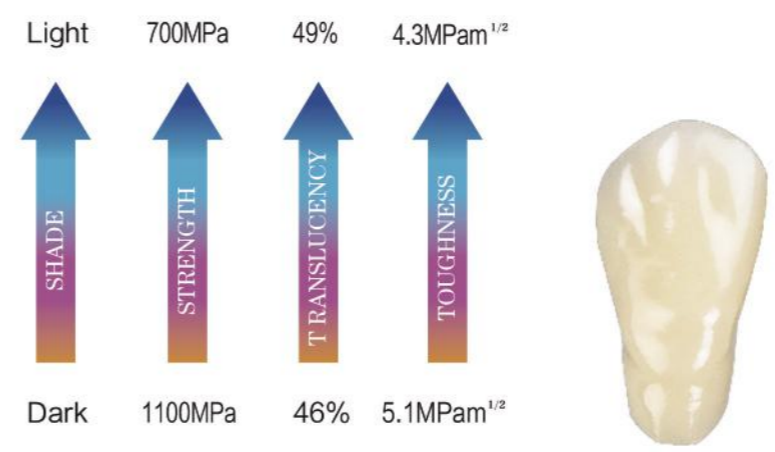 Light 700MPa 49% 4.3MPam¹/²
SHADE
STRENGTH
T RANSLUCENCY
TOUGHNESS
Dark 1100MPa 46% 5.1MPam¹/²